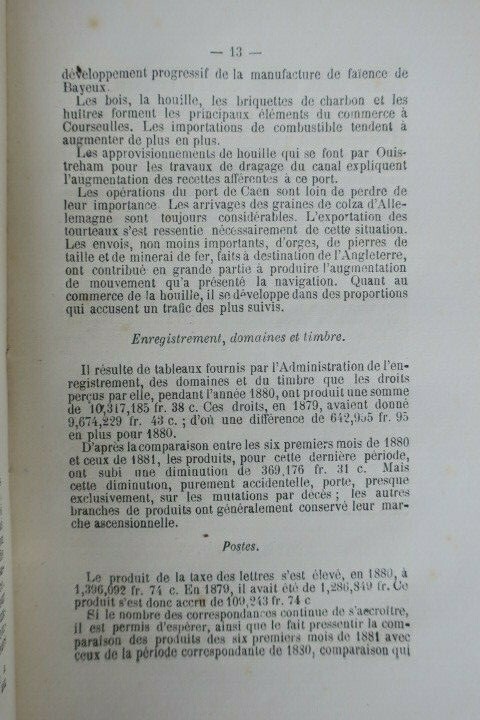 — 13 —
développement progressif de la manufacture de faïence de
Bayeux.
Les bois, la houille, les briquettes de charbon et les
huîtres forment les principaux éléments du commerce à
Courseulles. Les importations de combustible tendent à
augmenter de plus en plus.
Les approvisionnements de houille qui se font par Ouis-
treham pour les travaux de dragage du canal expliquent
l'augmentation des recettes afférentes à ce port.
Les opérations du port de Caen sont loin de perdre de
leur importance. Les arrivages des graines de colza d'Alle-
lemagne sont toujours considérables. L'exportation des
tourteaux s'est ressentie nécessairement de cette situation.
Les envois, non moins importants, d'orges, de pierres de
taille et de minerai de fer, faits à destination de l'Angleterre,
ont contribué en grande partie à produire l'augmentation
de mouvement qu'a présenté la navigation. Quant au
commerce de la houille, il se développe dans des proportions
qui accusent un trafic des plus suivis.
Enregistrement, domaines et timbre.
Il résulte de tableaux fournis par l'Administration de l'en-
registrement, des domaines et du timbre que les droits
perçus par elle, pendant l'année 1880, ont produit une somme
de 10,317,185 fr. 38 c. Ces droits, en 1879, avaient donné
9,674,229 fr. 43 c. ; d'où une différence de 642,955 fr. 95
en plus pour 1880.
D'après la comparaison entre les six premiers mois de 1880
et ceux de 1881, les produits, pour cette dernière période,
ont subi une diminution de 369,176 fr. 31 c. Mais
cette diminution, purement accidentelle, porte, presque
exclusivement, sur les mutations par décès ; les autres
branches de produits ont généralement conservé leur mar-
che ascensionnelle.
Postes.
Le produit de la taxe des lettres s'est élevé, en 1880, à
1,396,092 fr. 74 c. En 1879, il avait été de 1,286,849 fr. Ce
produit s'est donc accru de 109,243 fr. 74 c
Si le nombre des correspondances continue de s'accroître,
il est permis d'espérer, ainsi que le fait pressentir la com-
paraison des produits des six premiers mois de 1881 avec
ceux de la période correspondante de 1880, comparaison qui